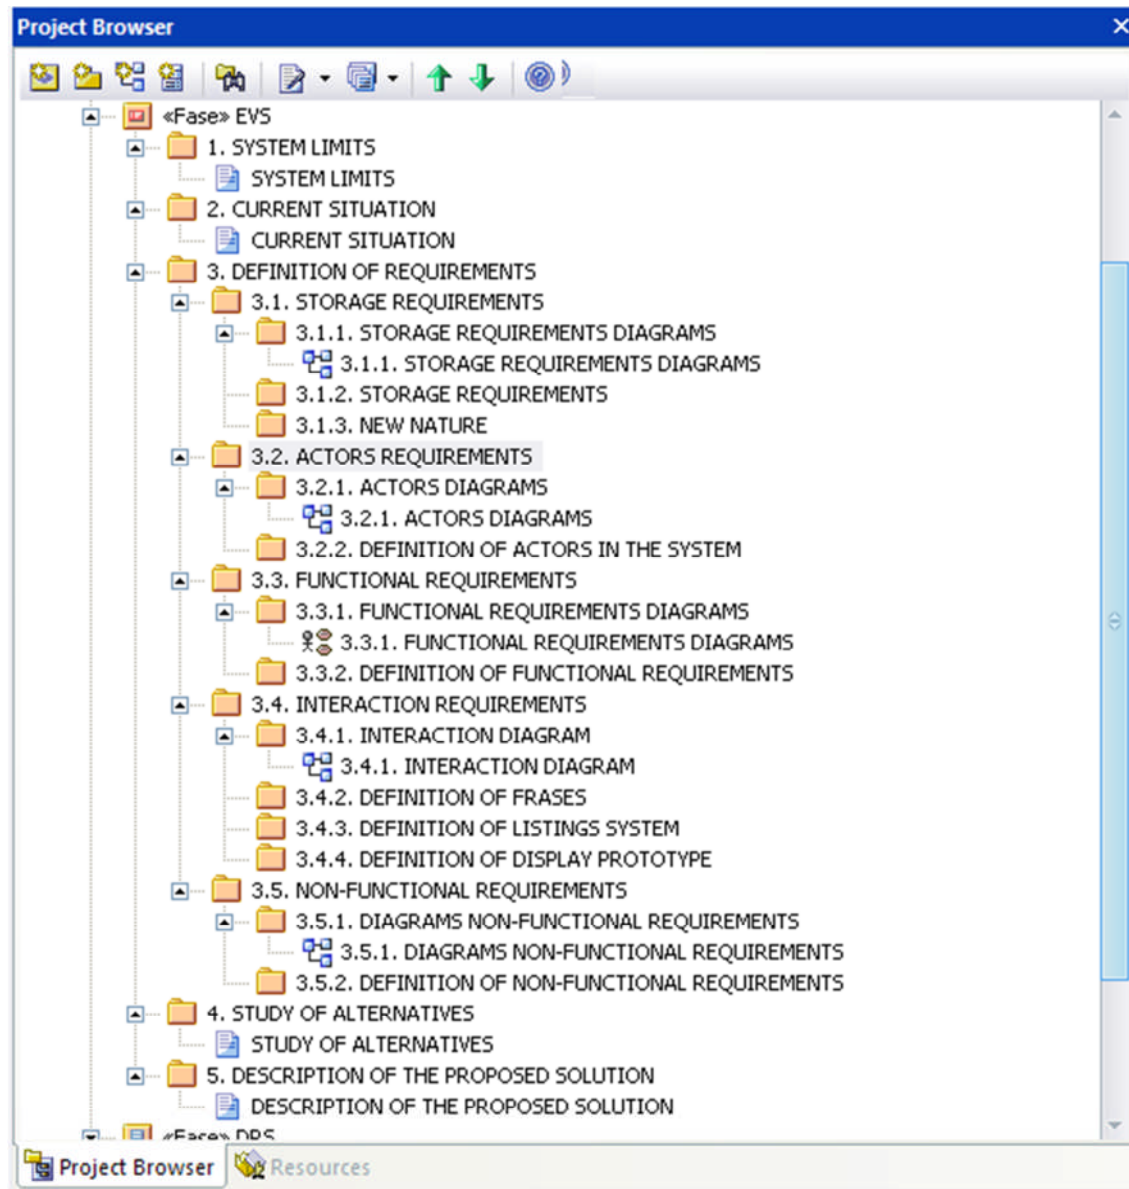 Project Browser
«Fase» EVS
1. SYSTEM LIMITS
SYSTEM LIMITS
2. CURRENT SITUATION
CURRENT SITUATION
3. DEFINITION OF REQUIREMENTS
3.1. STORAGE REQUIREMENTS
3.1.1. STORAGE REQUIREMENTS DIAGRAMS
3.1.1. STORAGE REQUIREMENTS DIAGRAMS
3.1.2. STORAGE REQUIREMENTS
3.1.3. NEW NATURE
3.2. ACTORS REQUIREMENTS
3.2.1. ACTORS DIAGRAMS
3.2.1. ACTORS DIAGRAMS
3.2.2. DEFINITION OF ACTORS IN THE SYSTEM
3.3. FUNCTIONAL REQUIREMENTS
3.3.1. FUNCTIONAL REQUIREMENTS DIAGRAMS
3.3.1. FUNCTIONAL REQUIREMENTS DIAGRAMS
3.3.2. DEFINITION OF FUNCTIONAL REQUIREMENTS
3.4. INTERACTION REQUIREMENTS
3.4.1. INTERACTION DIAGRAM
3.4.1. INTERACTION DIAGRAM
3.4.2. DEFINITION OF FRASES
3.4.3. DEFINITION OF LISTINGS SYSTEM
3.4.4. DEFINITION OF DISPLAY PROTOTYPE
3.5. NON-FUNCTIONAL REQUIREMENTS
3.5.1. DIAGRAMS NON-FUNCTIONAL REQUIREMENTS
3.5.1. DIAGRAMS NON-FUNCTIONAL REQUIREMENTS
3.5.2. DEFINITION OF NON-FUNCTIONAL REQUIREMENTS
4. STUDY OF ALTERNATIVES
STUDY OF ALTERNATIVES
5. DESCRIPTION OF THE PROPOSED SOLUTION
DESCRIPTION OF THE PROPOSED SOLUTION
«Fase»
Project Browser Resources